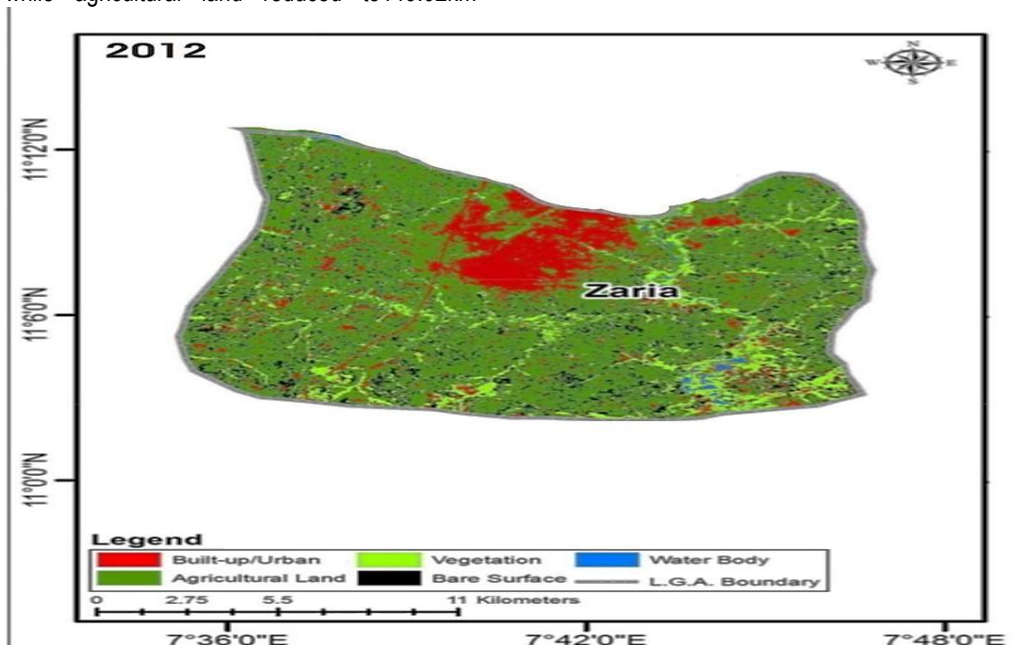 2012
N
W E
S
11°12'0"N
Zaria
11°6'0"N
11°0'0"N
Legend
Built-up/Urban Vegetation Water Body
Agricultural Land Bare Surface L.G.A. Boundary
0 2.75 5.5 11 Kilometers
7°36'0"E 7°42'0"E 7°48'0"E